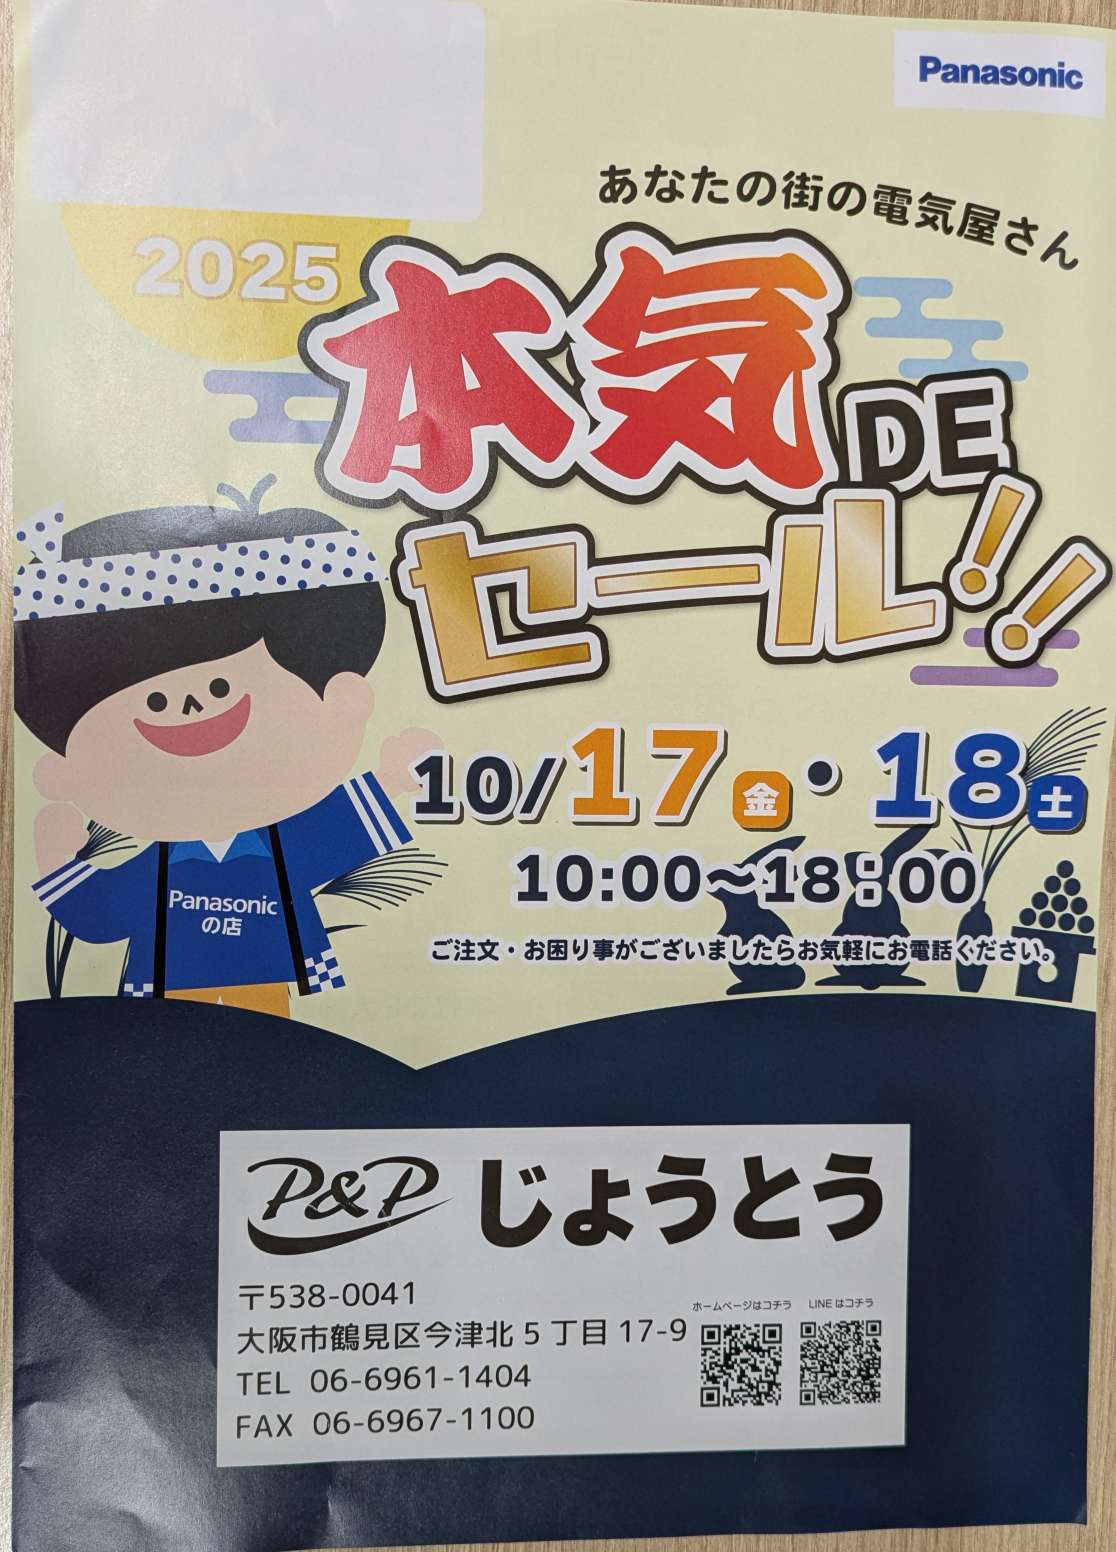 Panasonic
あなたの街の電気屋さん
2025
本気DE
セール!!
10/17金・18土
10:00〜18:00
ご注文・お困り事がございましたらお気軽にお電話ください。
Panasonic
の店
P&P じょうとう
〒538-0041
大阪市鶴見区今津北5丁目17-9
TEL 06-6961-1404
FAX 06-6967-1100
ホームページはコチラ
LINEはコチラ